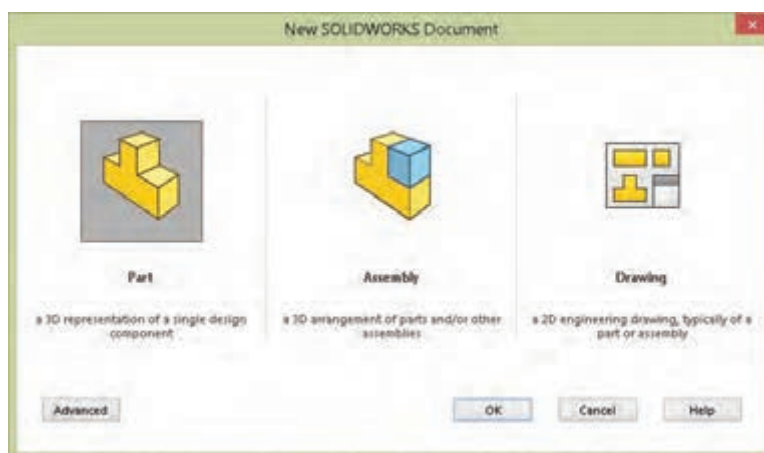 New SOLIDWORKS Document
Part
Assembly
Drawing
a 3D representation of a single design
component
a 3D arrangement of parts and/or other
assemblies
a 2D engineering drawing, typically of a
part or assembly
Advanced
OK
Cancel
Help